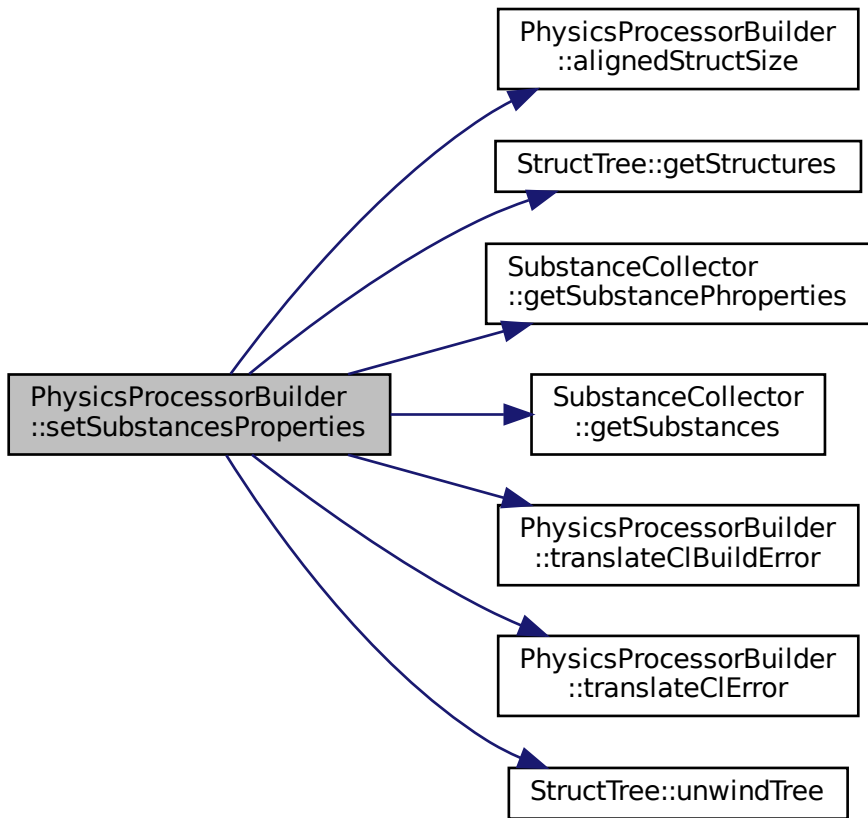 PhysicsProcessorBuilder
::alignedStructSize
StructTree::getStructures
SubstanceCollector
::getSubstancePhroperties
PhysicsProcessorBuilder
::setSubstancesProperties
SubstanceCollector
::getSubstances
PhysicsProcessorBuilder
::translateClBuildError
PhysicsProcessorBuilder
::translateClError
StructTree::unwindTree